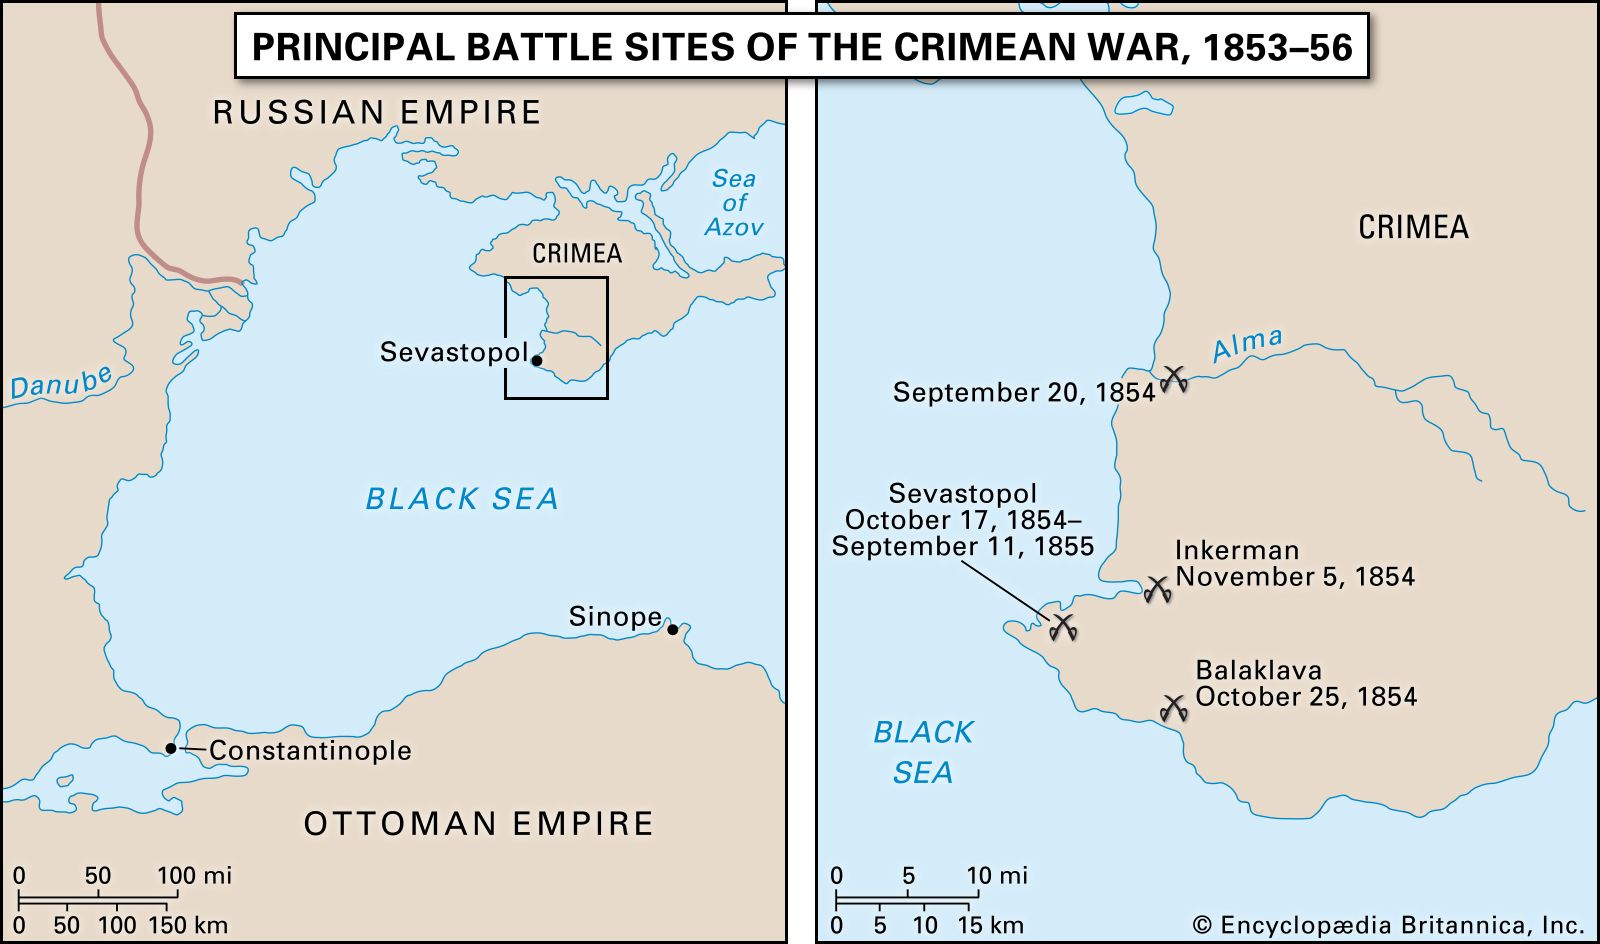 PRINCIPAL BATTLE SITES OF THE CRIMEAN WAR, 1853–56
RUSSIAN EMPIRE
Sea
of
Azov
CRIMEA
Sevastopol
Danube
BLACK SEA
Sinope
Constantinople
OTTOMAN EMPIRE
0 50 100 mi
0 50 100 150 km
CRIMEA
Alma
September 20, 1854
Sevastopol
October 17, 1854–
September 11, 1855
Inkerman
November 5, 1854
Balaklava
October 25, 1854
BLACK
SEA
0 5 10 mi
0 5 10 15 km
© Encyclopædia Britannica, Inc.